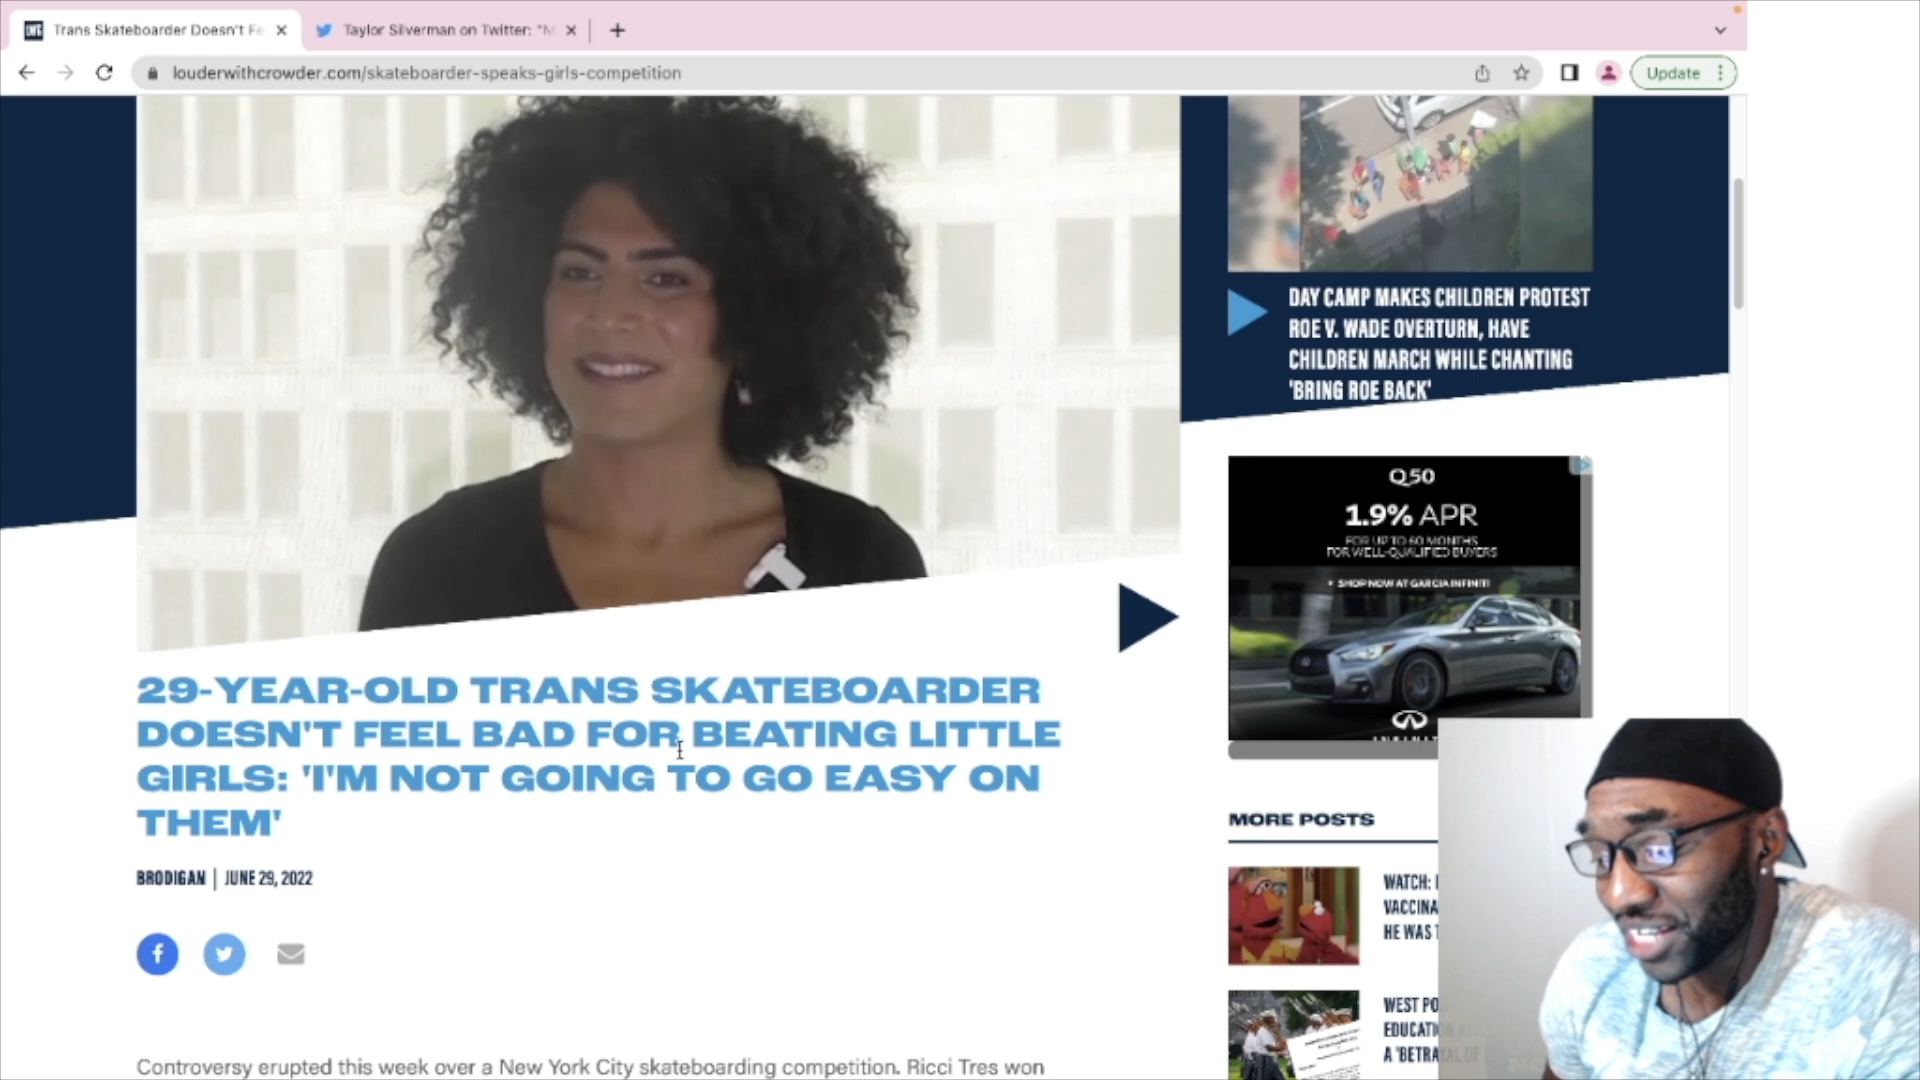 Trans Skateboarder Doesn't Fe
Taylor Silverman on Twitter: "M
louderwithcrowder.com/skateboarder-speaks-girls-competition
Update
DAY CAMP MAKES CHILDREN PROTEST
ROE V. WADE OVERTURN, HAVE
CHILDREN MARCH WHILE CHANTING
'BRING ROE BACK'
Q50
1.9% APR
FOR UP TO 60 MONTHS
FOR WELL-QUALIFIED BUYERS
SHOP NOW AT GARCIA INFINITI
29-YEAR-OLD TRANS SKATEBOARDER
DOESN'T FEEL BAD FOR BEATING LITTLE
GIRLS: 'I'M NOT GOING TO GO EASY ON
THEM'
BRODIGAN | JUNE 29, 2022
MORE POSTS
WATCH:
VACCINA
HE WAS
WEST PO
EDUCATI
A 'BETRAYAL OF
Controversy erupted this week over a New York City skateboarding competition. Ricci Tres won